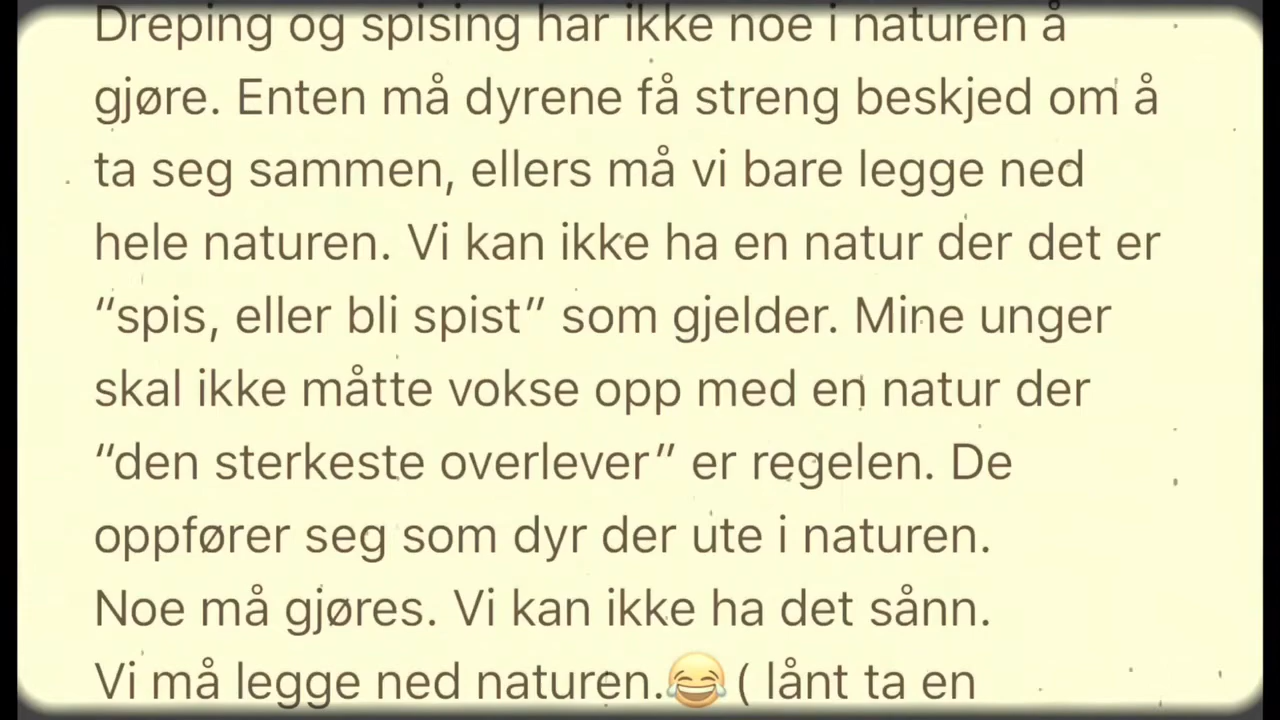 Dreping og spising har ikke noe i naturen å
gjøre. Enten må dyrene få streng beskjed om å
ta seg sammen, ellers må vi bare legge ned
hele naturen. Vi kan ikke ha en natur der det er
“spis, eller bli spist” som gjelder. Mine unger
skal ikke måtte vokse opp med en natur der
“den sterkeste overlever” er regelen. De
oppfører seg som dyr der ute i naturen.
Noe må gjøres. Vi kan ikke ha det sånn.
Vi må legge ned naturen.😂 ( lånt ta en